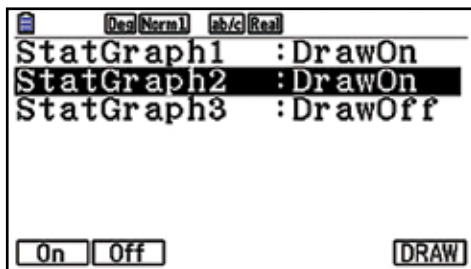 Deg Norm1 ab/c Real
StatGraph1 :DrawOn
StatGraph2 :DrawOn
StatGraph3 :DrawOff
On Off DRAW